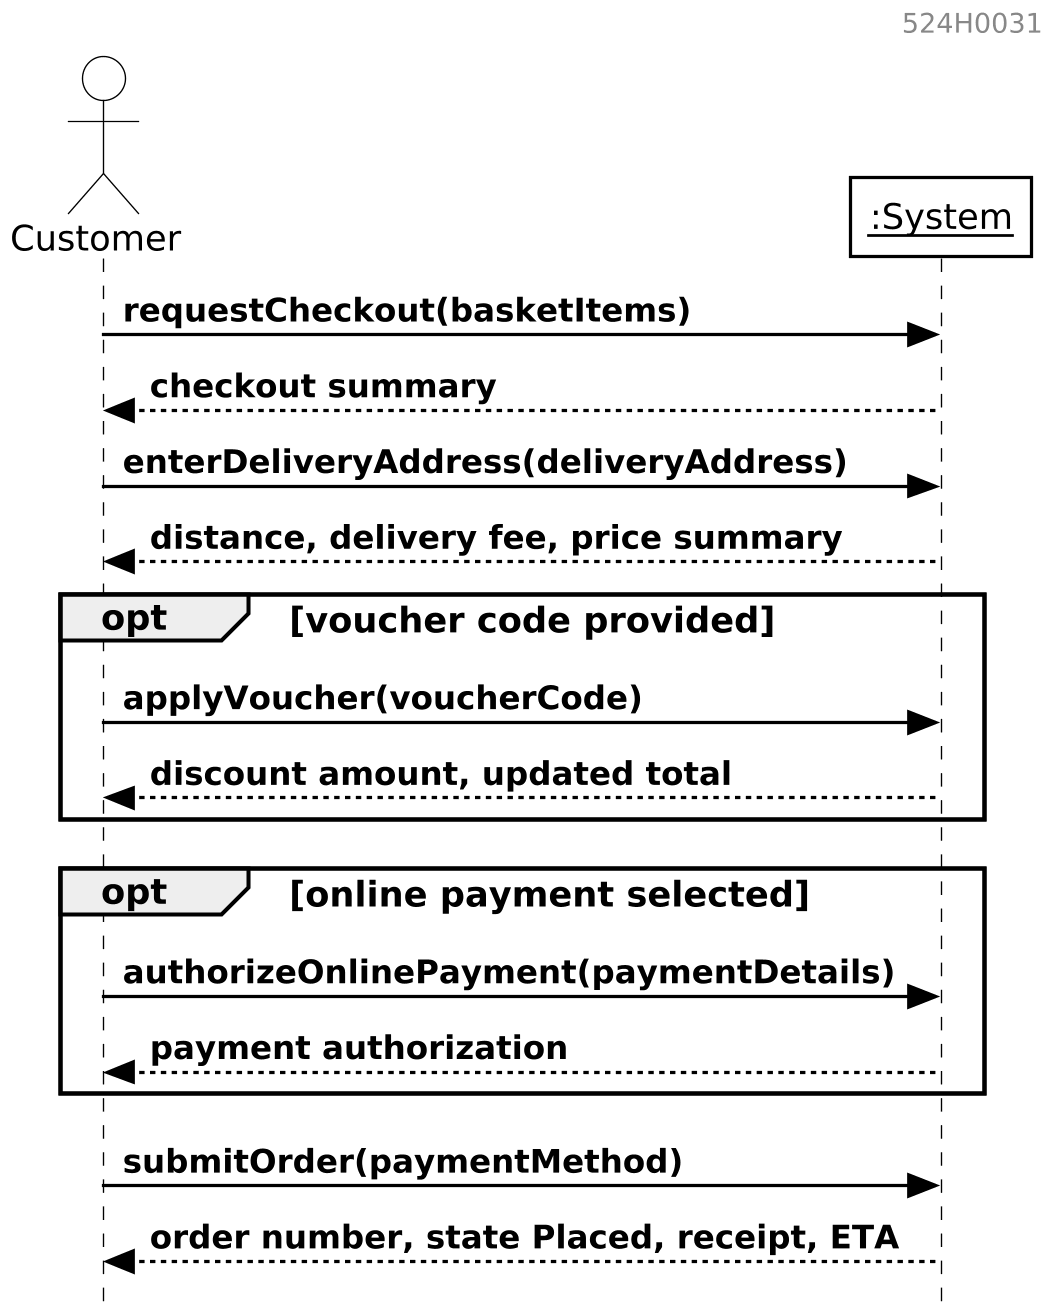 524H0031
Customer
:System
requestCheckout(basketItems)
checkout summary
enterDeliveryAddress(deliveryAddress)
distance, delivery fee, price summary
opt [voucher code provided]
applyVoucher(voucherCode)
discount amount, updated total
opt [online payment selected]
authorizeOnlinePayment(paymentDetails)
payment authorization
submitOrder(paymentMethod)
order number, state Placed, receipt, ETA